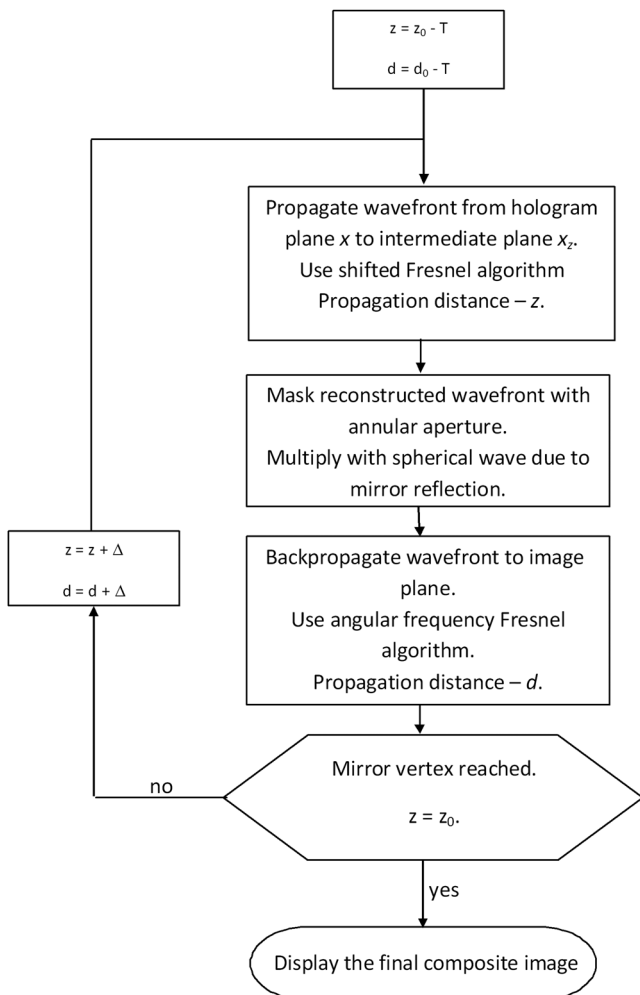 z = z₀ - T
d = d₀ - T
Propagate wavefront from hologram
plane x to intermediate plane x_z.
Use shifted Fresnel algorithm
Propagation distance – z.
Mask reconstructed wavefront with
annular aperture.
Multiply with spherical wave due to
mirror reflection.
Backpropagate wavefront to image
plane.
Use angular frequency Fresnel
algorithm.
Propagation distance – d.
z = z + Δ
d = d + Δ
Mirror vertex reached.
z = z₀.
no
yes
Display the final composite image